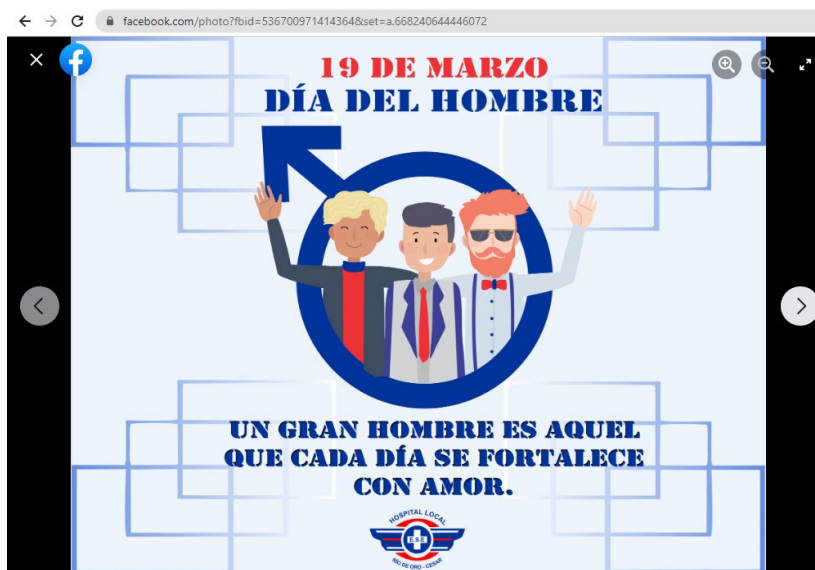 facebook.com/photo?fbid=5367009714143648&set=a.668240644446072
19 DE MARZO
DÍA DEL HOMBRE
UN GRAN HOMBRE ES AQUEL
QUE CADA DÍA SE FORTALECE
CON AMOR.
HOSPITAL LOCAL
E.S.E
RIO DE ORO - CESAR